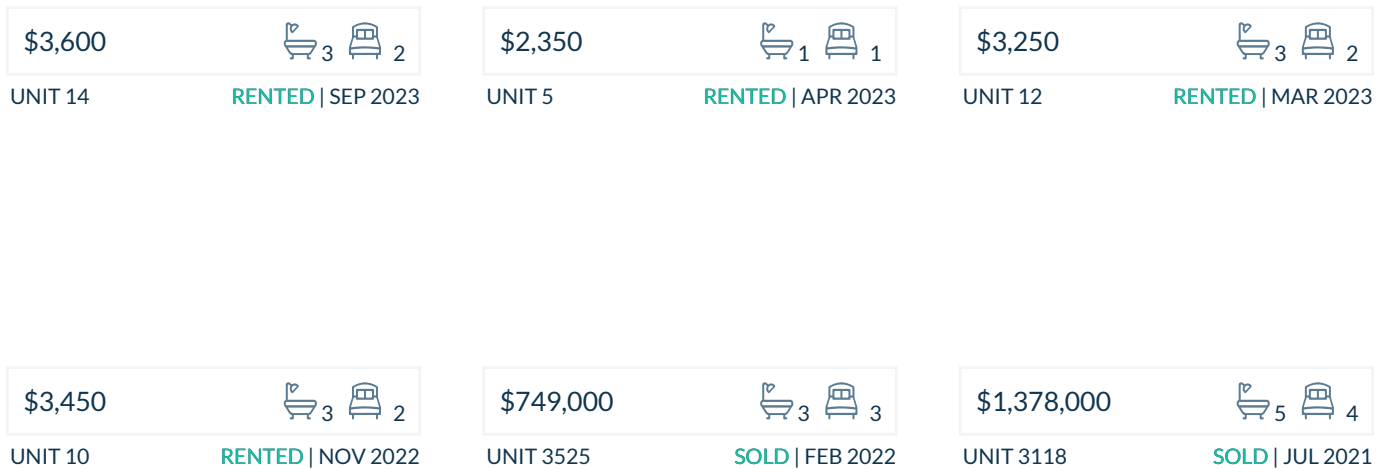 $3,600 3 2
UNIT 14 RENTED | SEP 2023
$2,350 1 1
UNIT 5 RENTED | APR 2023
$3,250 3 2
UNIT 12 RENTED | MAR 2023
$3,450 3 2
UNIT 10 RENTED | NOV 2022
$749,000 3 3
UNIT 3525 SOLD | FEB 2022
$1,378,000 5 4
UNIT 3118 SOLD | JUL 2021